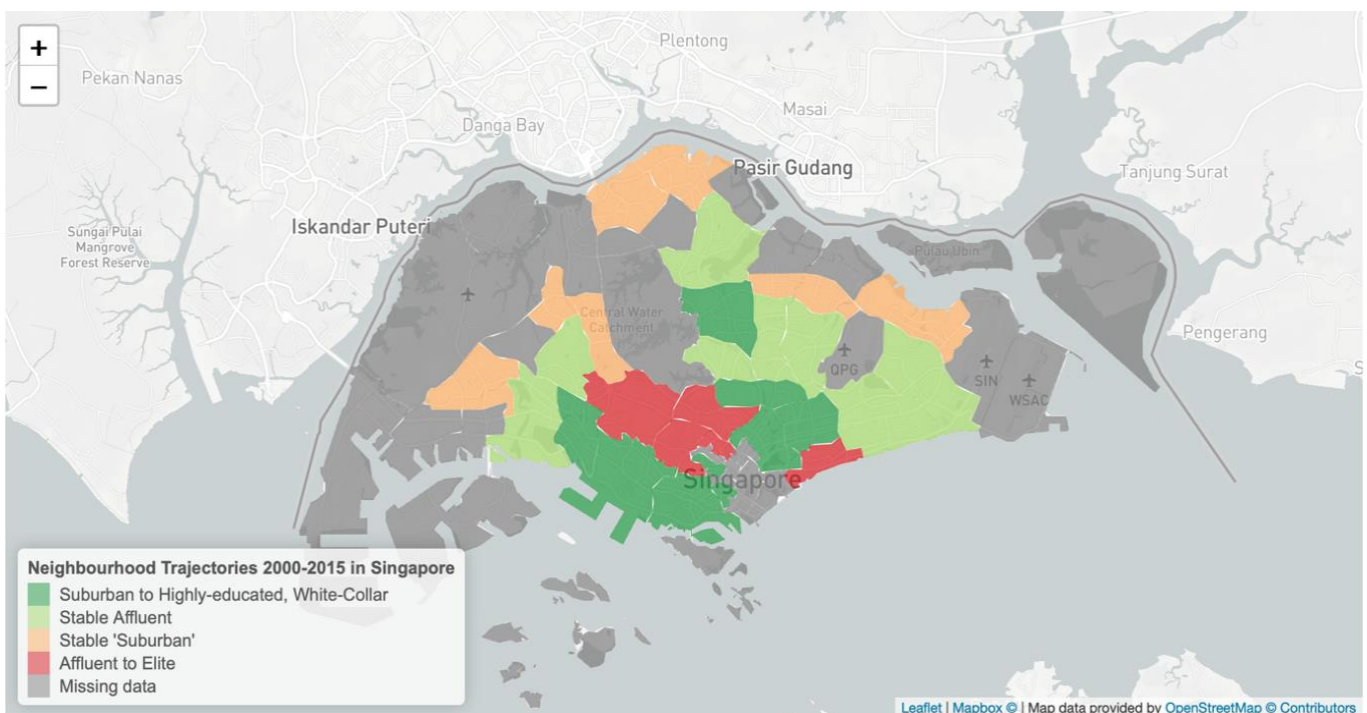 +
−
Plentong
Pekan Nanas
Masai
Danga Bay
Pasir Gudang
Tanjung Surat
Iskandar Puteri
Sungai Pulai
Mangrove
Forest Reserve
Pulau Ubin
Central Water
Catchment
Pengerang
QPG
SIN
WSAC
S
Singapore
Neighbourhood Trajectories 2000-2015 in Singapore
Suburban to Highly-educated, White-Collar
Stable Affluent
Stable 'Suburban'
Affluent to Elite
Missing data
Leaflet | Mapbox © | Map data provided by OpenStreetMap © Contributors